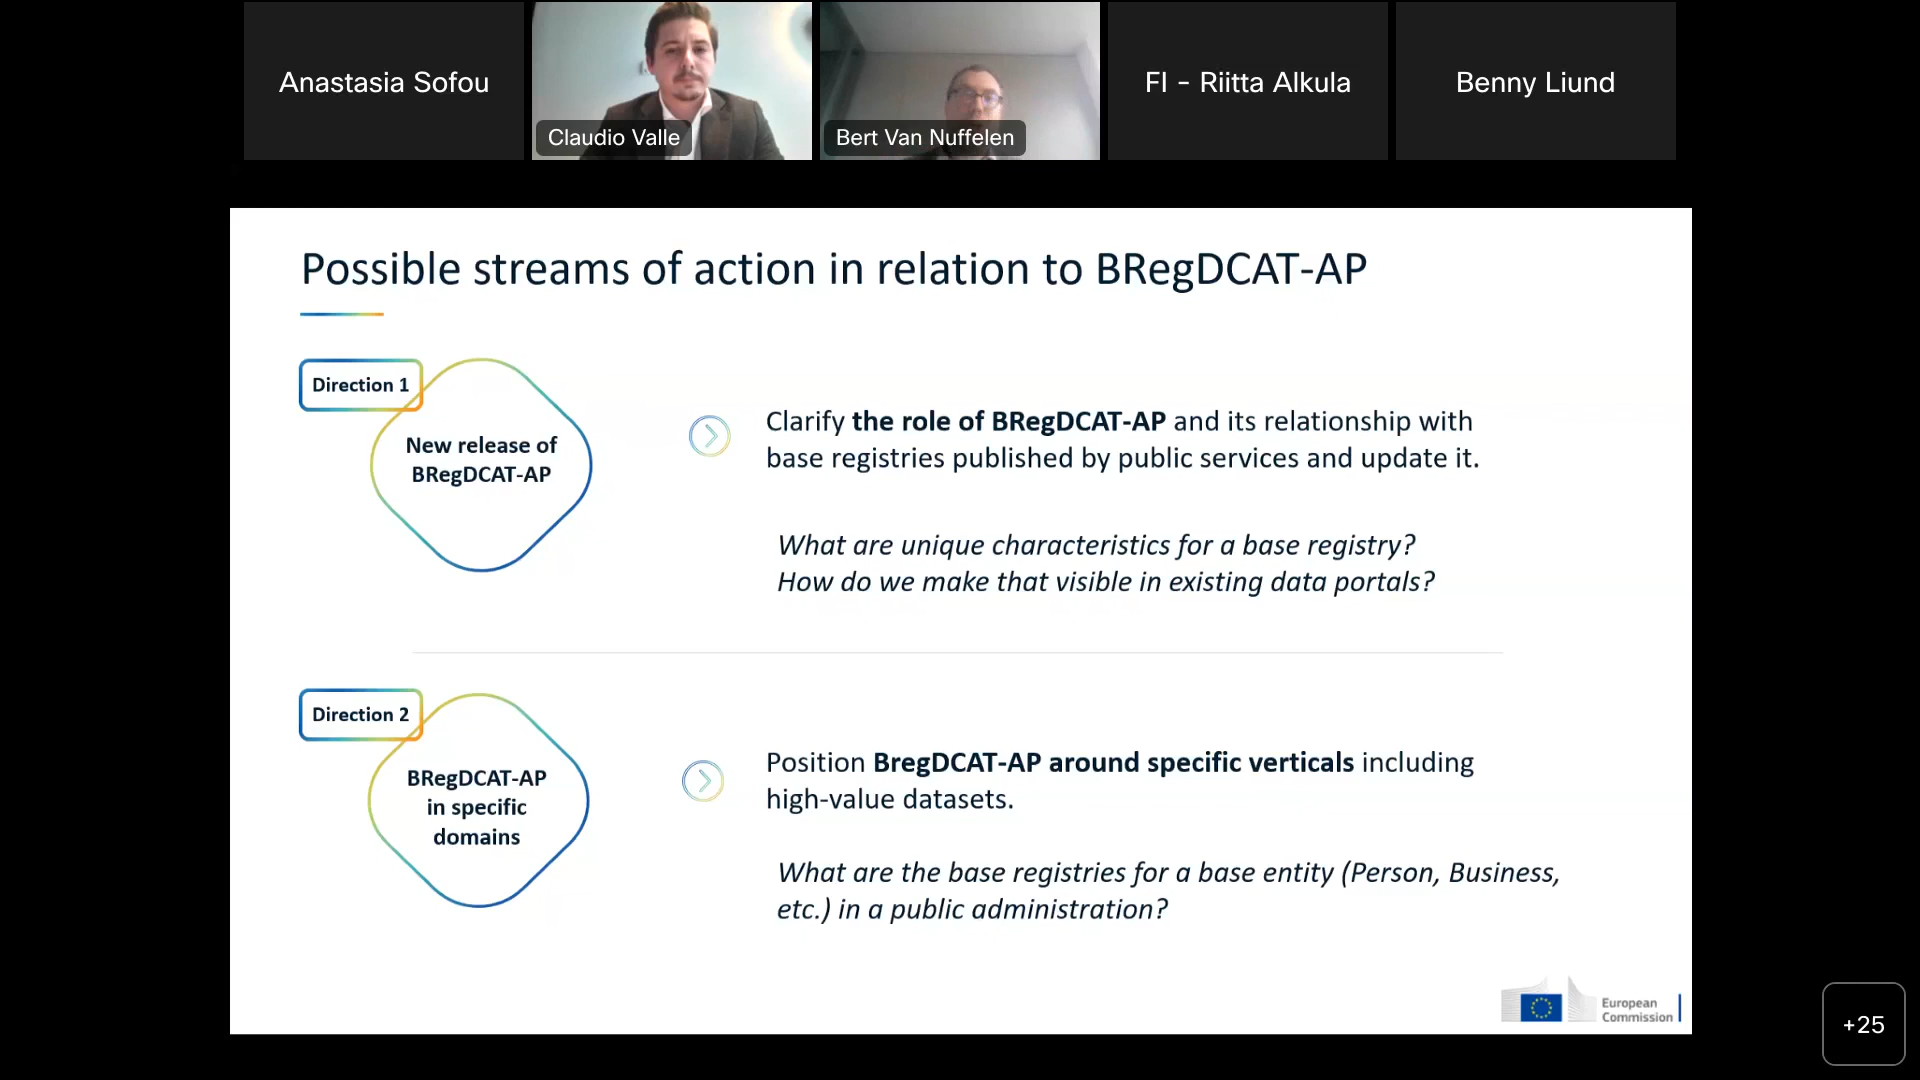 Anastasia Sofou
Claudio Valle
Bert Van Nuffelen
FI - Riitta Alkula
Benny Liund
Possible streams of action in relation to BRegDCAT-AP
Direction 1
New release of
BRegDCAT-AP
Clarify the role of BRegDCAT-AP and its relationship with
base registries published by public services and update it.
What are unique characteristics for a base registry?
How do we make that visible in existing data portals?
Direction 2
BRegDCAT-AP
in specific
domains
Position BregDCAT-AP around specific verticals including
high-value datasets.
What are the base registries for a base entity (Person, Business,
etc.) in a public administration?
European
Commission
+25